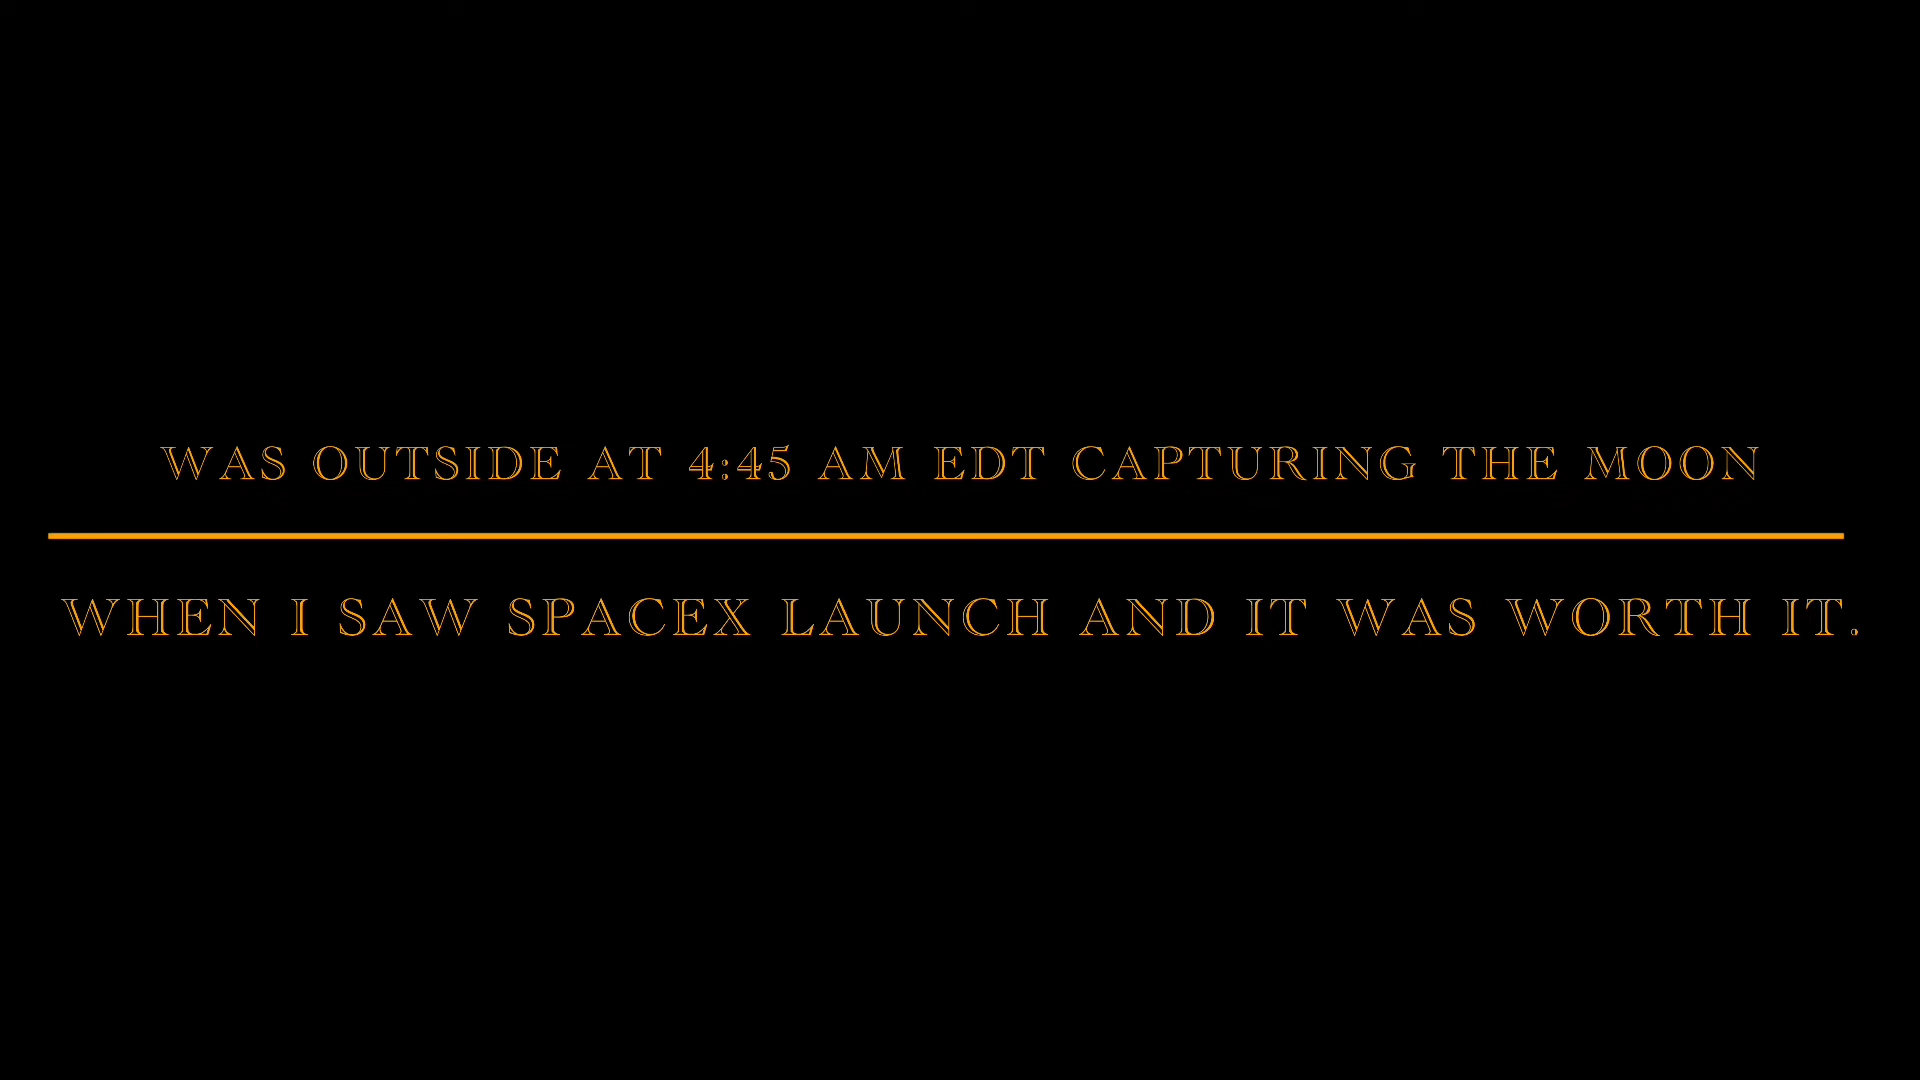 WAS OUTSIDE AT 4:45 AM EDT CAPTURING THE MOON
WHEN I SAW SPACEX LAUNCH AND IT WAS WORTH IT.